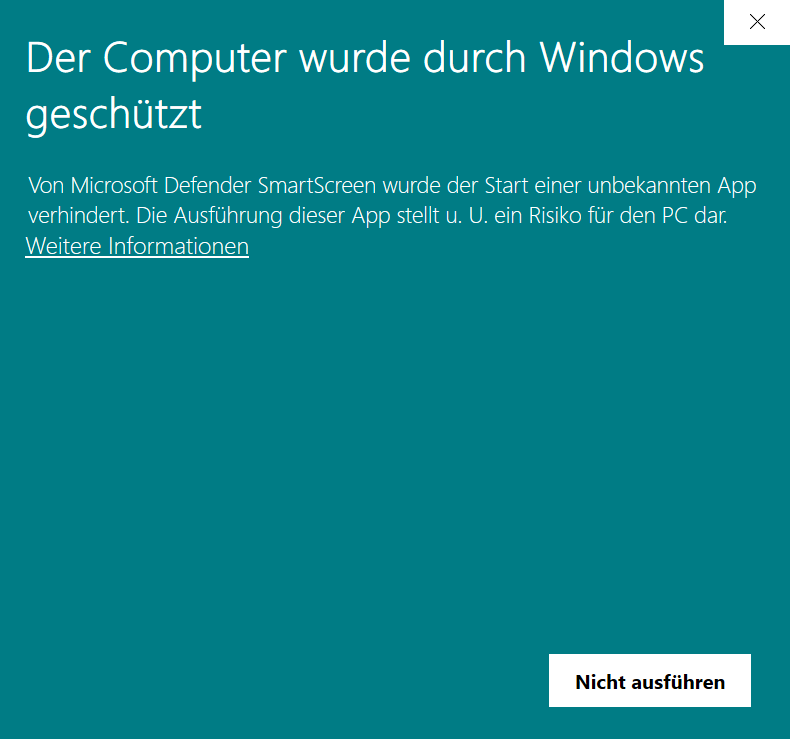 Der Computer wurde durch Windows
geschützt
Von Microsoft Defender SmartScreen wurde der Start einer unbekannten App
verhindert. Die Ausführung dieser App stellt u. U. ein Risiko für den PC dar.
Weitere Informationen
Nicht ausführen